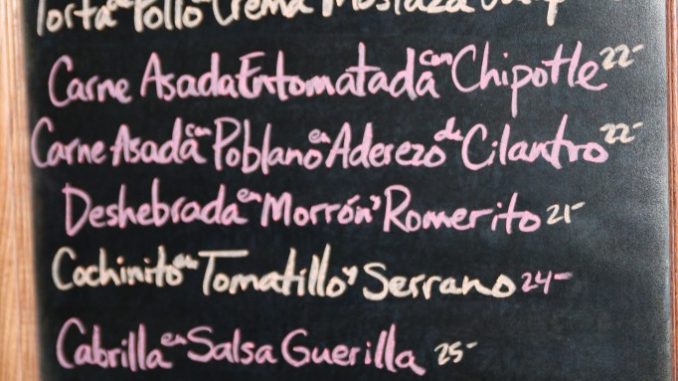 Torta de Pollo Crema Mostaza
Carne Asada Entomatada con Chipotle 22-
Carne Asada con Poblano en Aderezo de Cilantro 22-
Deshebrada en Morrón y Romerito 21-
Cochinito en Tomatillo y Serrano 24-
Cabrilla en Salsa Guerilla 25-